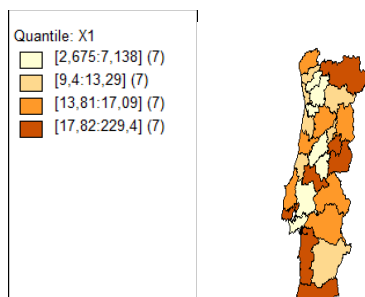 Quantile: X1
[2,675:7,138] (7)
[9,4:13,29] (7)
[13,81:17,09] (7)
[17,82:229,4] (7)